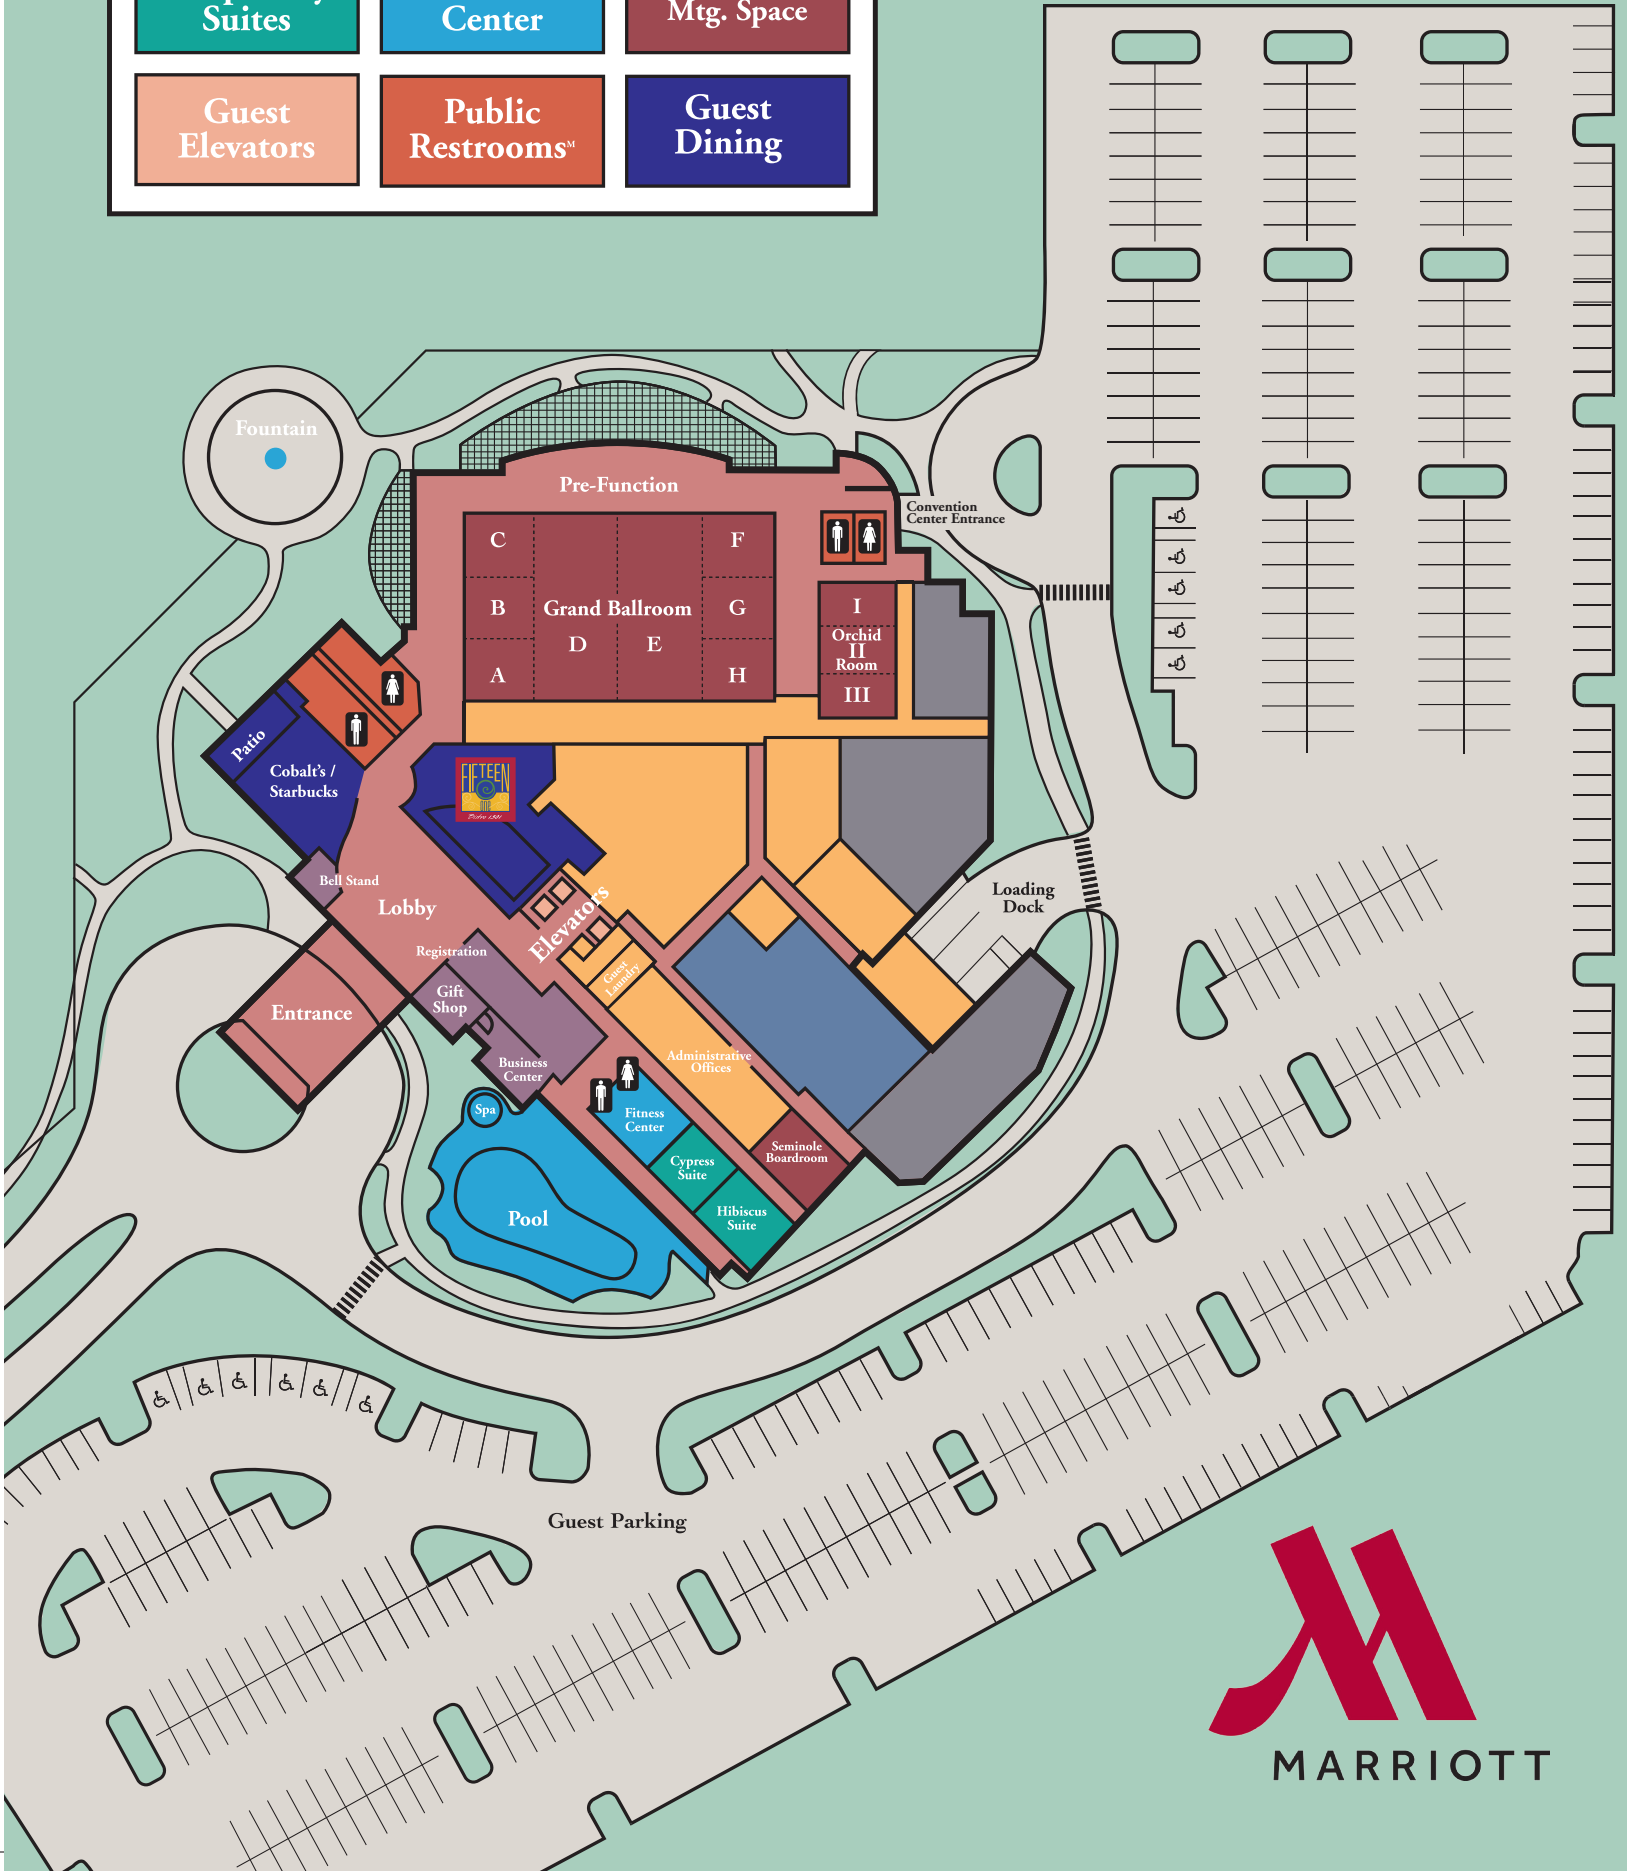 Suites
Center
Mtg. Space
Guest
Elevators
Public
RestroomsM
Guest
Dining
Fountain
Pre-Function
Convention
Center Entrance
C
F
B
Grand Ballroom
G
D
E
A
H
I
Orchid
II
Room
III
Patio
Cobalt's /
Starbucks
FIFTEEN
Bell Stand
Lobby
Elevators
Loading
Dock
Registration
Guest
Laundry
Gift
Shop
Entrance
Administrative
Offices
Business
Center
Spa
Fitness
Center
Seminole
Boardroom
Cypress
Suite
Hibiscus
Suite
Pool
Guest Parking
MARRIOTT